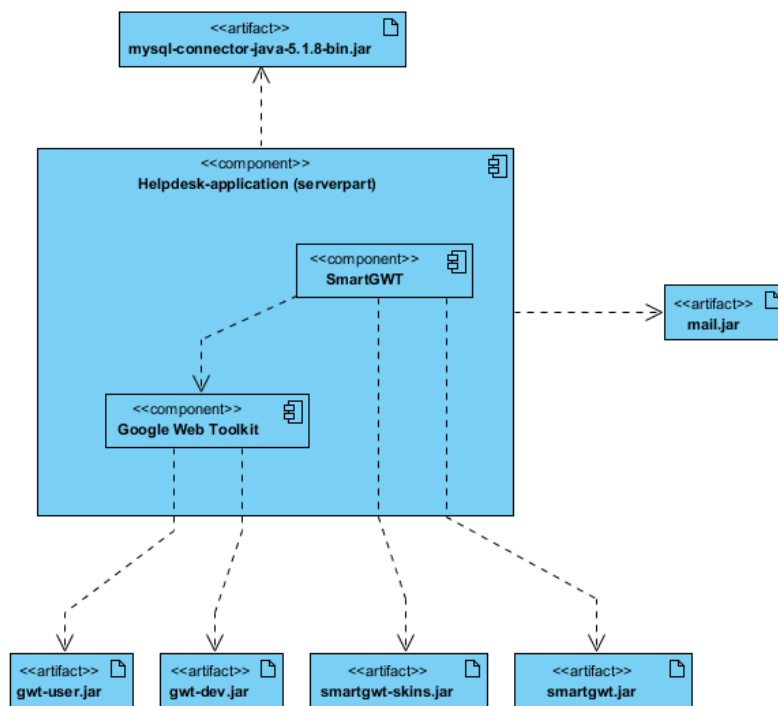 <<artifact>>
mysql-connector-java-5.1.8-bin.jar
<<component>>
Helpdesk-application (serverpart)
<<component>>
SmartGWT
<<artifact>>
mail.jar
<<component>>
Google Web Toolkit
<<artifact>>
gwt-user.jar
<<artifact>>
gwt-dev.jar
<<artifact>>
smartgwt-skins.jar
<<artifact>>
smartgwt.jar